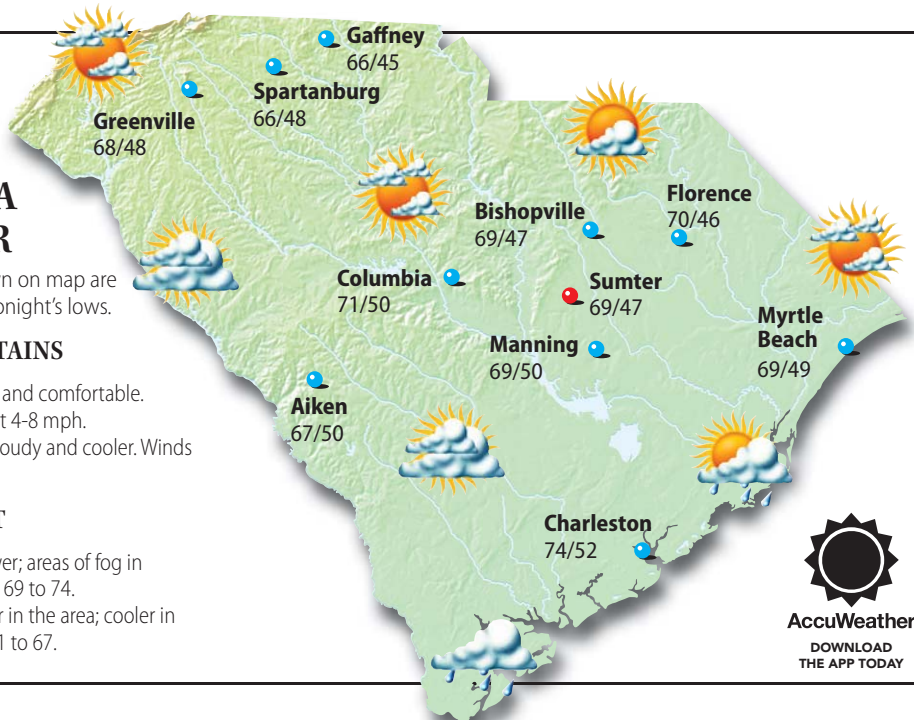 A
R
n on map are
onight's lows.
TAINS
and comfortable.
t 4-8 mph.
oudy and cooler. Winds
T
er; areas of fog in
69 to 74.
r in the area; cooler in
1 to 67.
Gaffney
66/45
Spartanburg
66/48
Greenville
68/48
Bishopville
69/47
Florence
70/46
Columbia
71/50
Sumter
69/47
Manning
69/50
Myrtle
Beach
69/49
Aiken
67/50
Charleston
74/52
AccuWeather
DOWNLOAD
THE APP TODAY